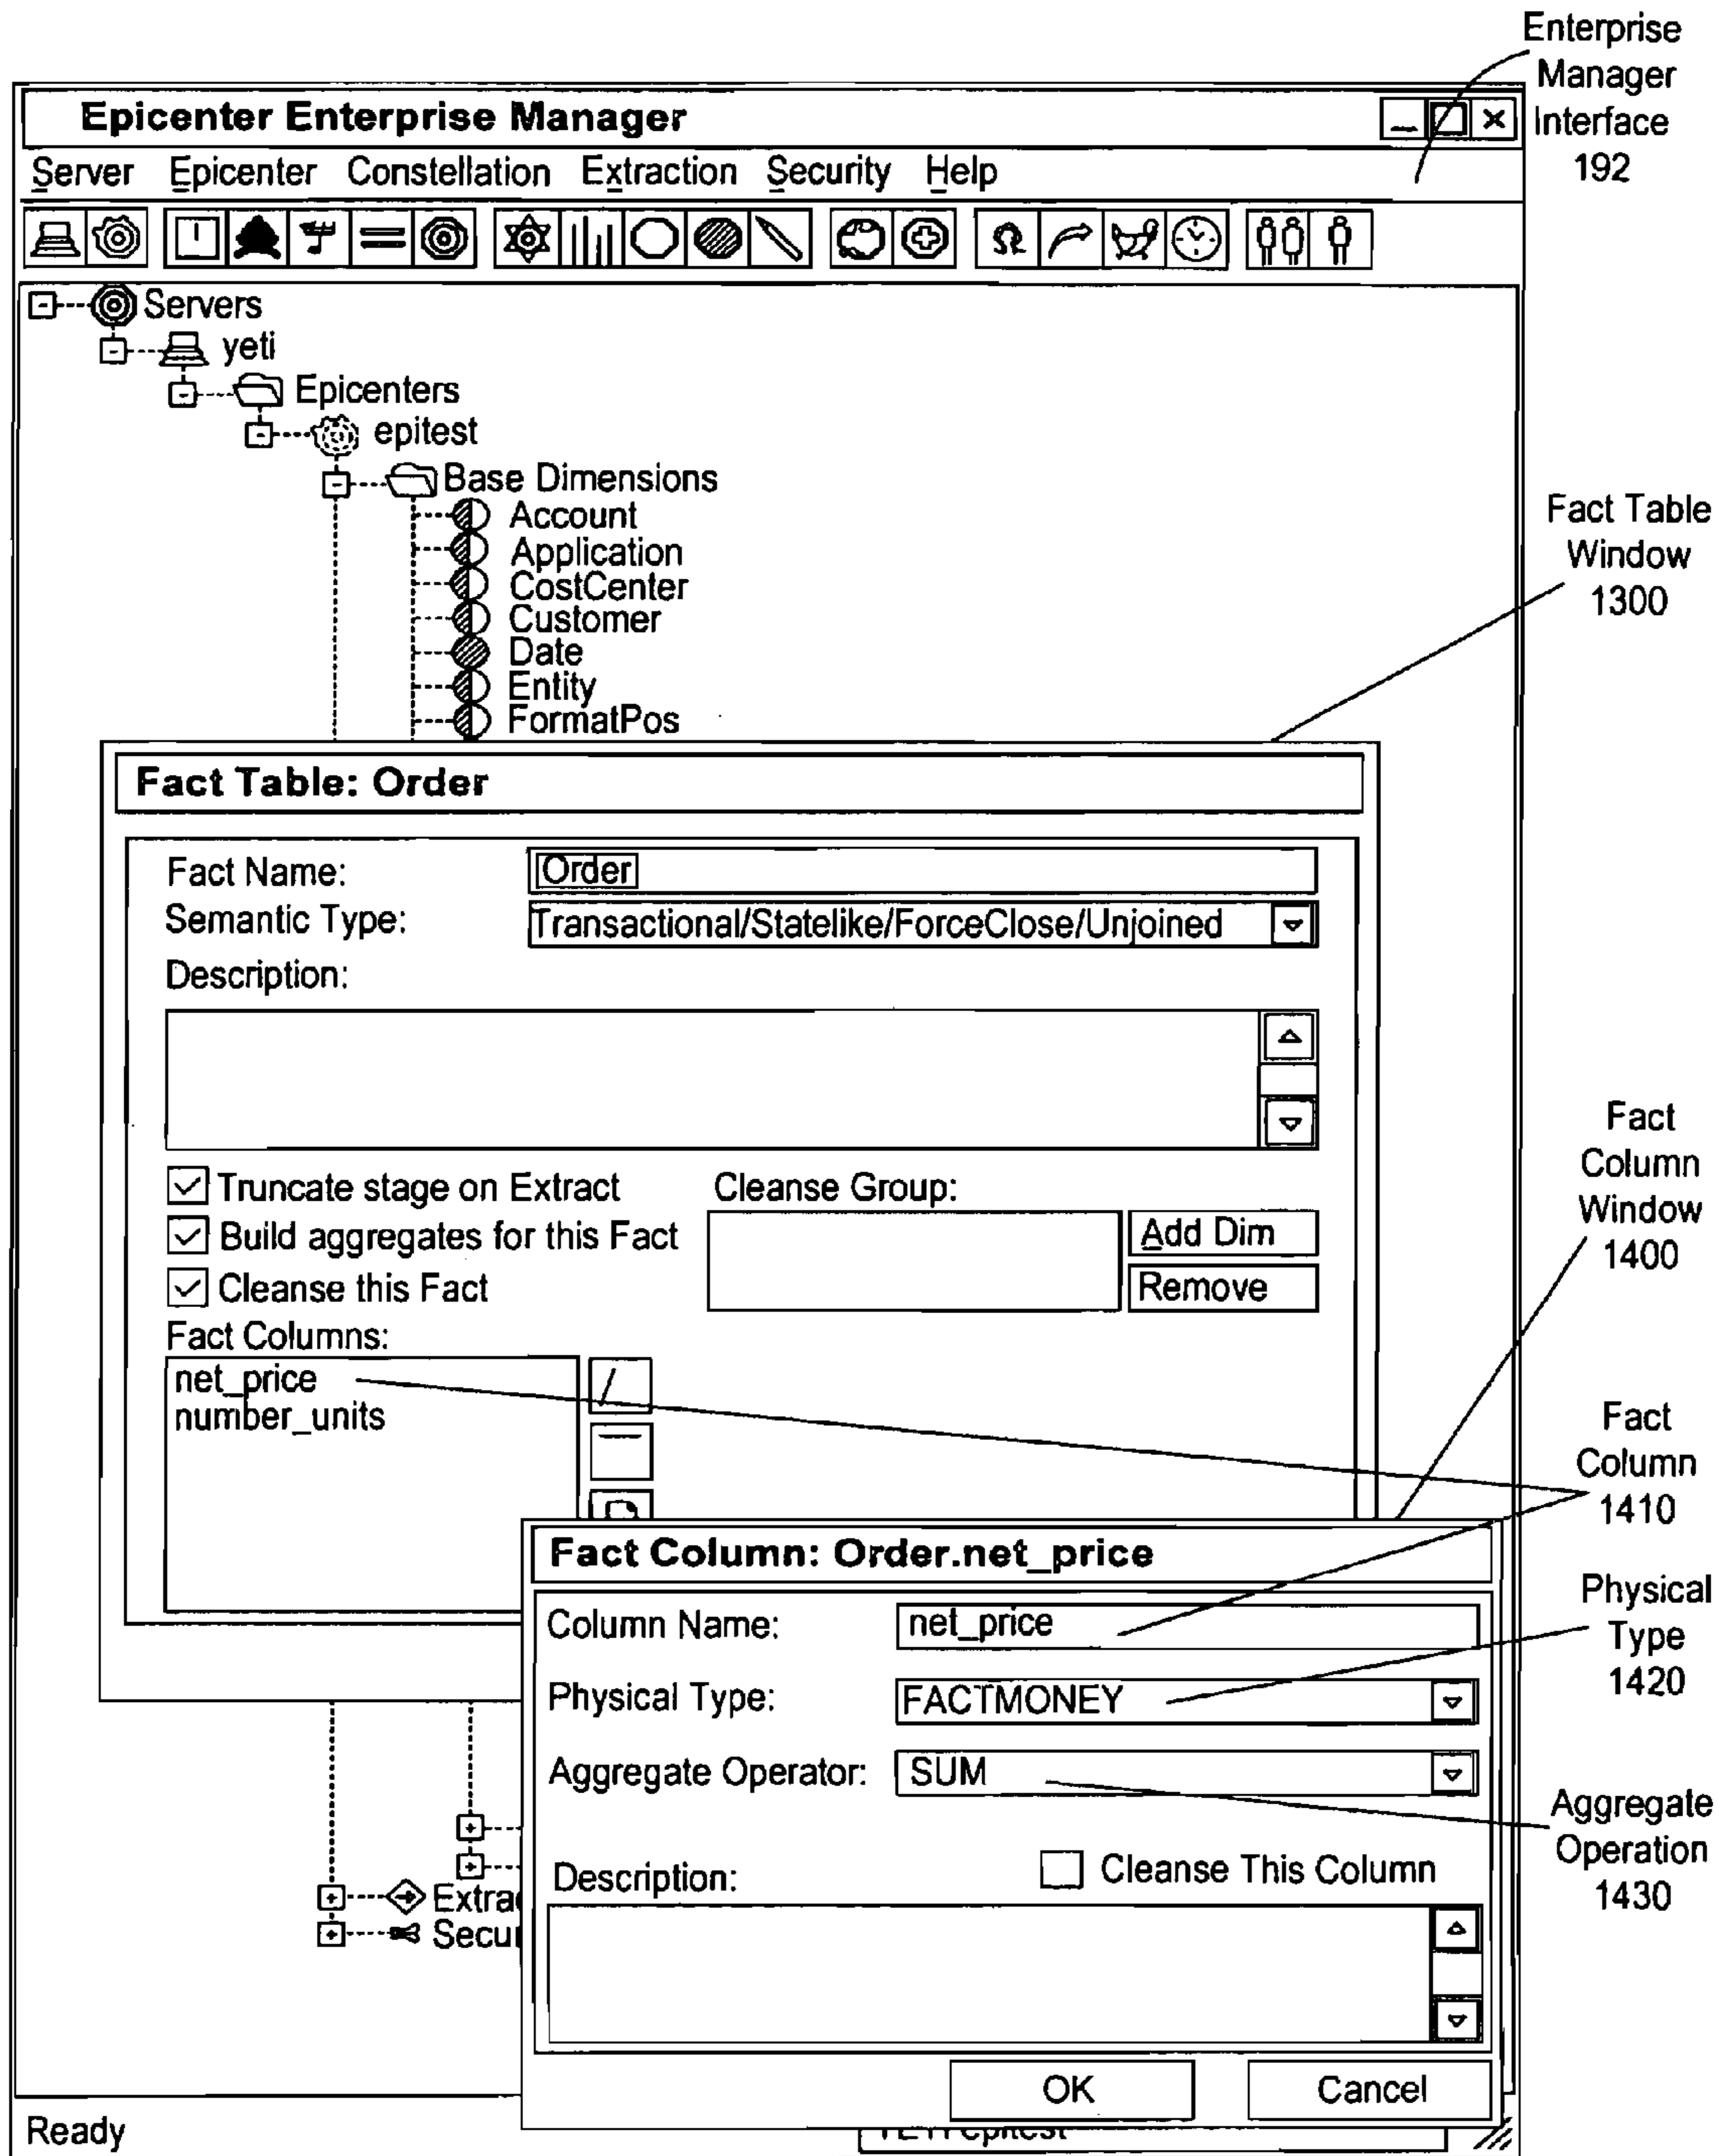 Enterprise
Manager
Interface
192
Epicenter Enterprise Manager
Server Epicenter Constellation Extraction Security Help
Servers
yeti
Epicenters
epitest
Base Dimensions
Account
Application
CostCenter
Customer
Date
Entity
FormatPos
Fact Table
Window
1300
Fact Table: Order
Fact Name: Order
Semantic Type: Transactional/Statelike/ForceClose/Unjoined
Description:
Truncate stage on Extract Cleanse Group:
Build aggregates for this Fact Add Dim
Cleanse this Fact Remove
Fact Columns:
net_price
number_units
Fact
Column
Window
1400
Fact
Column
1410
Fact Column: Order.net_price
Column Name: net_price
Physical Type: FACTMONEY
Aggregate Operator: SUM
Description: Cleanse This Column
Physical
Type
1420
Aggregate
Operation
1430
Extrac
Secur
OK Cancel
Ready